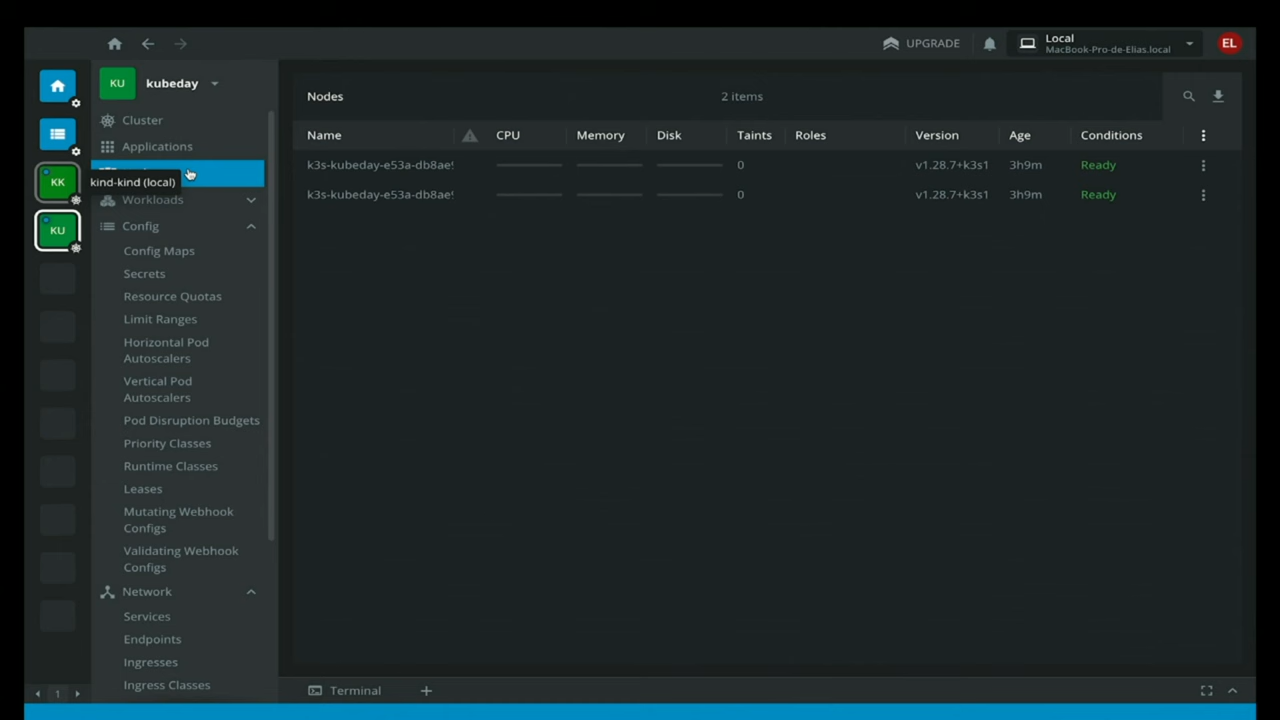 UPGRADE
Local
MacBook-Pro-de-Elias.local
EL
KU
kubeday
Cluster
Applications
KK
kind-kind (local)
Workloads
KU
Config
Config Maps
Secrets
Resource Quotas
Limit Ranges
Horizontal Pod
Autoscalers
Vertical Pod
Autoscalers
Pod Disruption Budgets
Priority Classes
Runtime Classes
Leases
Mutating Webhook
Configs
Validating Webhook
Configs
Network
Services
Endpoints
Ingresses
Ingress Classes
1
Nodes
2 items
Name CPU Memory Disk Taints Roles Version Age Conditions
k3s-kubeday-e53a-db8ae 0 v1.28.7+k3s1 3h9m Ready
k3s-kubeday-e53a-db8ae 0 v1.28.7+k3s1 3h9m Ready
Terminal